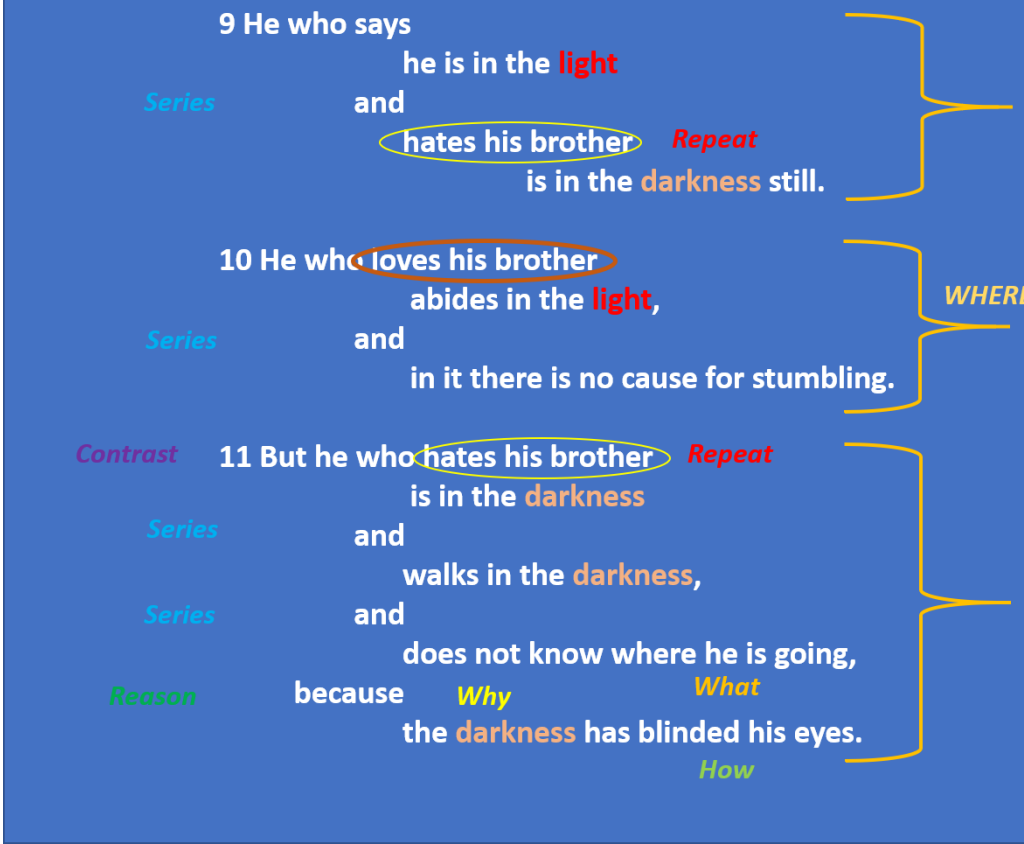 9 He who says
he is in the light
Series and
hates his brother Repeat
is in the darkness still.
10 He who loves his brother
abides in the light, WHERE
Series and
in it there is no cause for stumbling.
Contrast 11 But he who hates his brother Repeat
is in the darkness
Series and
walks in the darkness,
Series and
does not know where he is going,
Reason because Why What
the darkness has blinded his eyes.
How